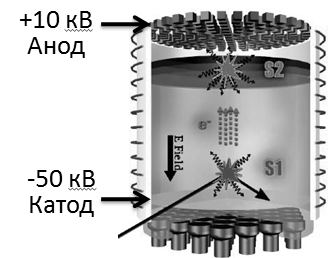 +10 кВ
Анод
S2
e-
E Field
S1
-50 кВ
Катод